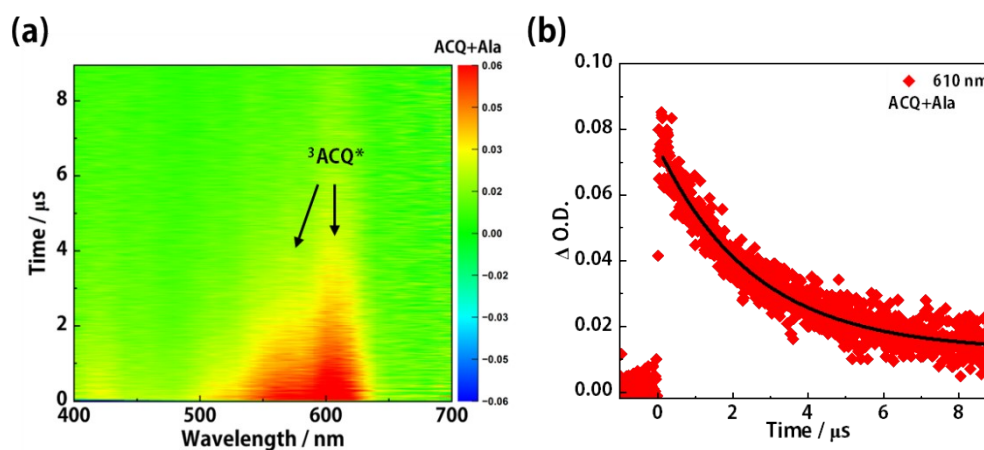 (a)
ACQ+Ala
³ACQ*
Time / μs
8
6
4
2
0
400
500
600
700
Wavelength / nm
0.06
0.05
0.03
0.02
0.00
-0.02
-0.03
-0.05
-0.06
(b)
610 nm
ACQ+Ala
Δ O.D.
0.10
0.08
0.06
0.04
0.02
0.00
0
2
4
6
8
Time / μs